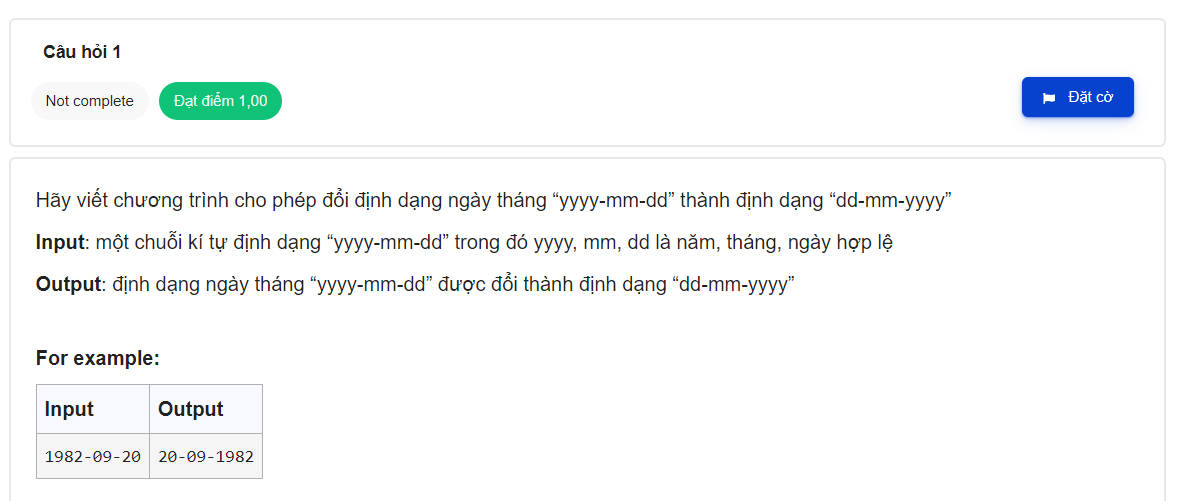 Câu hỏi 1
Not complete
Đạt điểm 1,00
Đặt cờ
Hãy viết chương trình cho phép đổi định dạng ngày tháng “yyyy-mm-dd” thành định dạng “dd-mm-yyyy”
Input: một chuỗi kí tự định dạng “yyyy-mm-dd” trong đó yyyy, mm, dd là năm, tháng, ngày hợp lệ
Output: định dạng ngày tháng “yyyy-mm-dd” được đổi thành định dạng “dd-mm-yyyy”
For example:
Input Output
1982-09-20 20-09-1982